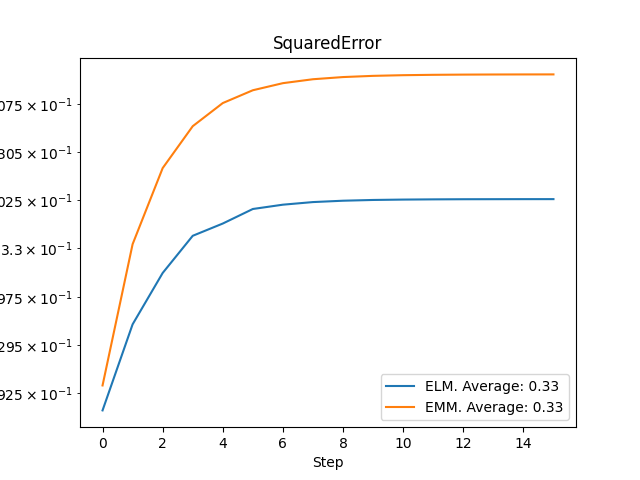 SquaredError
075 × 10⁻¹
305 × 10⁻¹
025 × 10⁻¹
3.3 × 10⁻¹
975 × 10⁻¹
295 × 10⁻¹
925 × 10⁻¹
ELM. Average: 0.33
EMM. Average: 0.33
0 2 4 6 8 10 12 14
Step